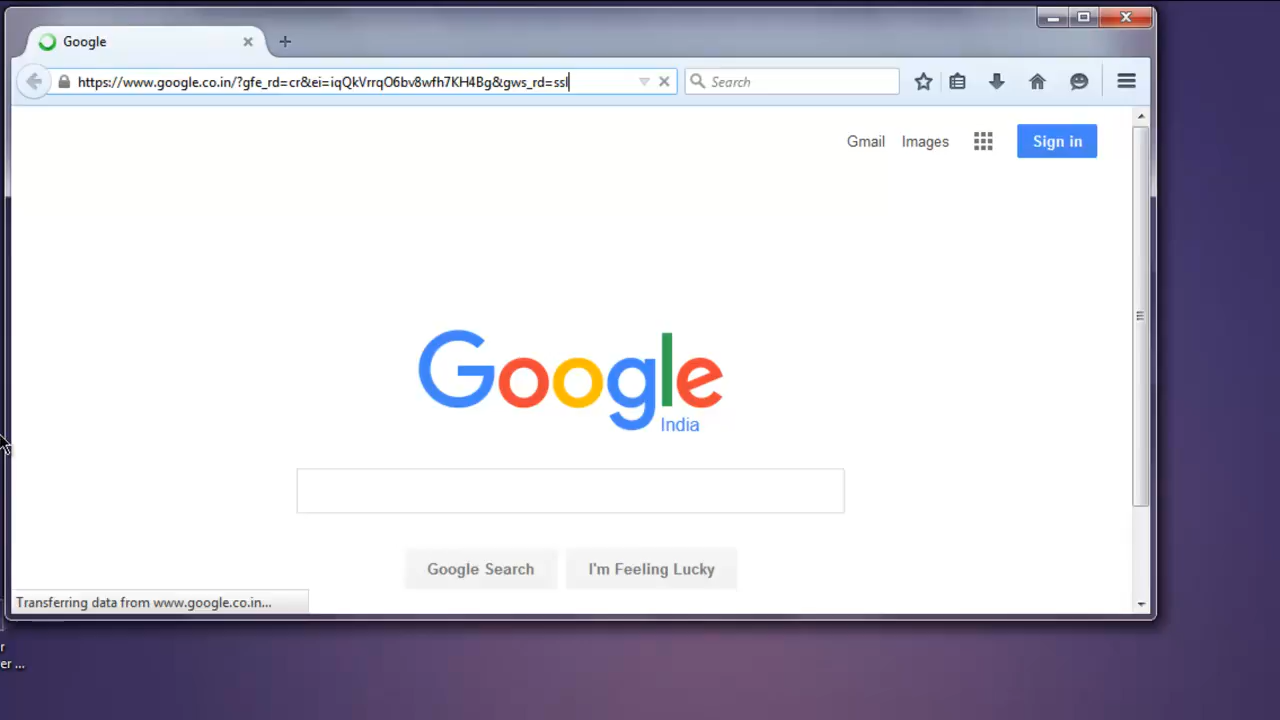 Google
https://www.google.co.in/?gfe_rd=cr&ei=iqQkVrrqO6bv8wfh7KH4Bg&gws_rd=ssl
Search
Gmail Images Sign in
Google
India
Google Search I'm Feeling Lucky
Transferring data from www.google.co.in...
r
er ...